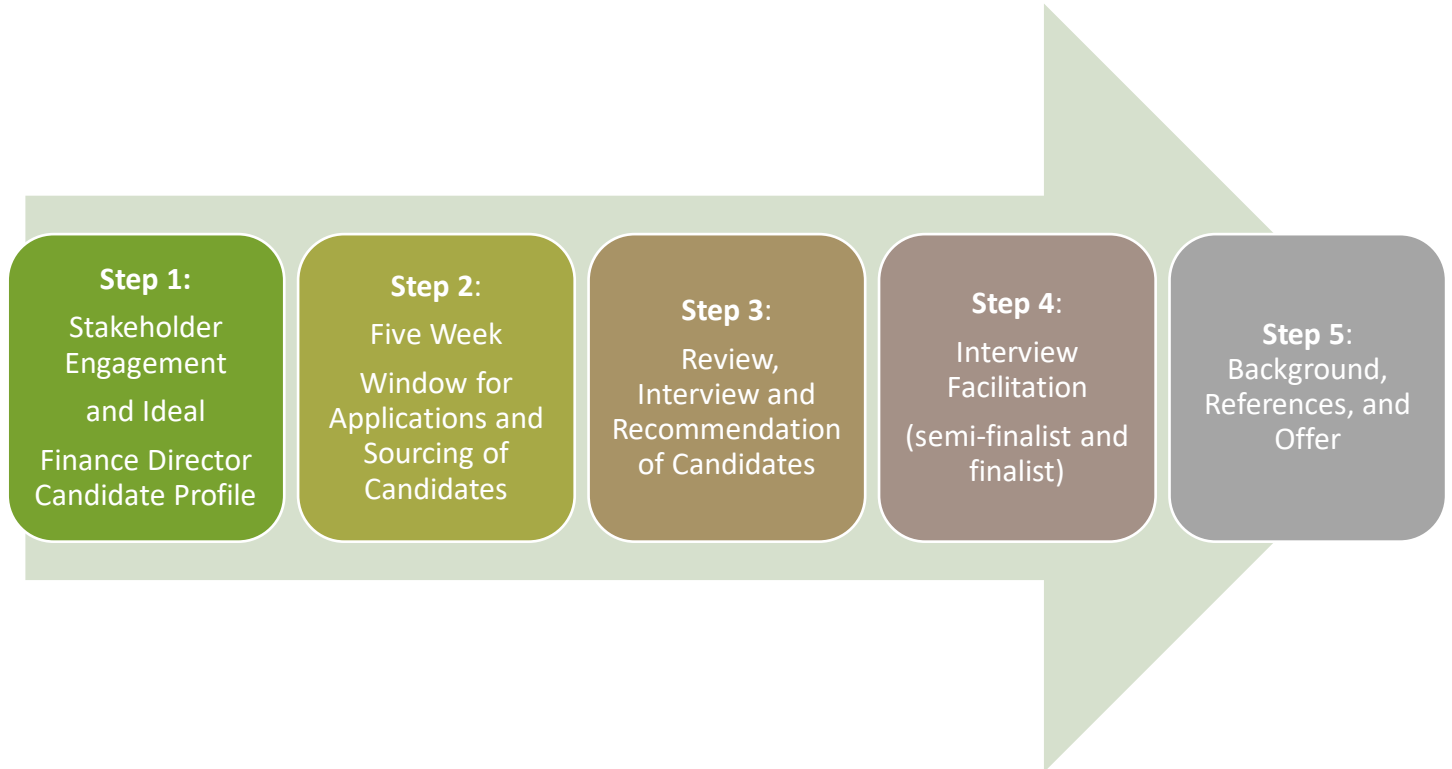 Step 1:
Stakeholder
Engagement
and Ideal
Finance Director
Candidate Profile
Step 2:
Five Week
Window for
Applications and
Sourcing of
Candidates
Step 3:
Review,
Interview and
Recommendation
of Candidates
Step 4:
Interview
Facilitation
(semi-finalist and
finalist)
Step 5:
Background,
References, and
Offer